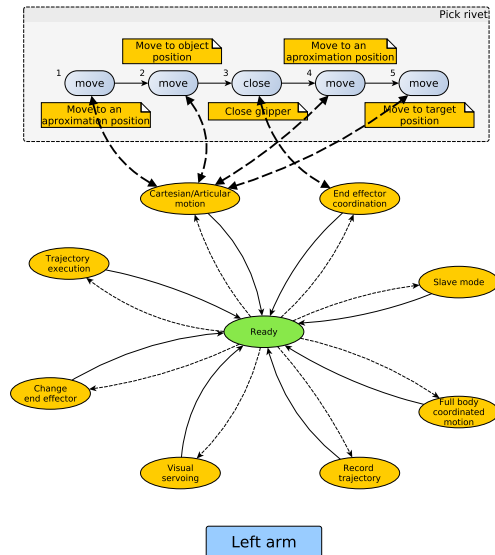 Pick rivet
Move to object
position
Move to an
aproximation position
1 move
2 move
3 close
4 move
5 move
Move to an
aproximation position
Close gripper
Move to target
position
Cartesian/Articular
motion
End effector
coordination
Trajectory
execution
Slave mode
Ready
Change
end effector
Full body
coordinated
motion
Visual
servoing
Record
trajectory
Left arm